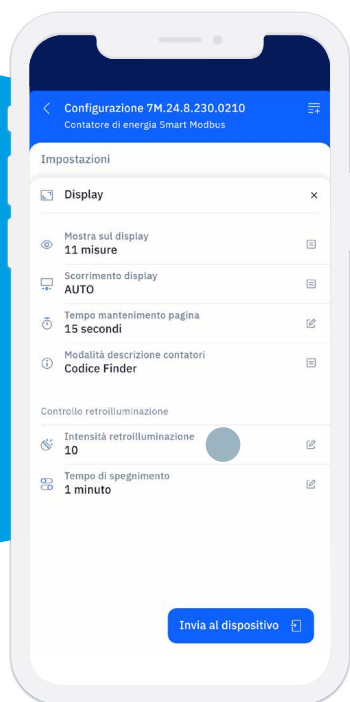 Configurazione 7M.24.8.230.0210
Contatore di energia Smart Modbus
Impostazioni
Display
Mostra sul display
11 misure
Scorrimento display
AUTO
Tempo mantenimento pagina
15 secondi
Modalità descrizione contatori
Codice Finder
Controllo retroilluminazione
Intensità retroilluminazione
10
Tempo di spegnimento
1 minuto
Invia al dispositivo